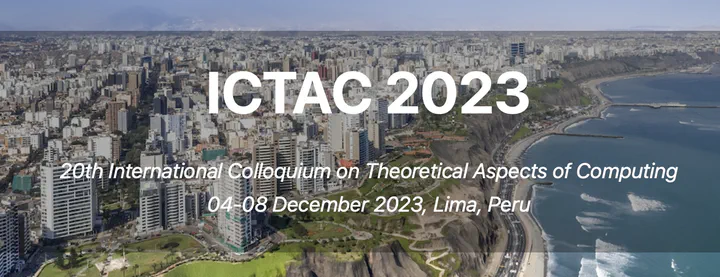 ICTAC 2023
20th International Colloquium on Theoretical Aspects of Computing
04-08 December 2023, Lima, Peru